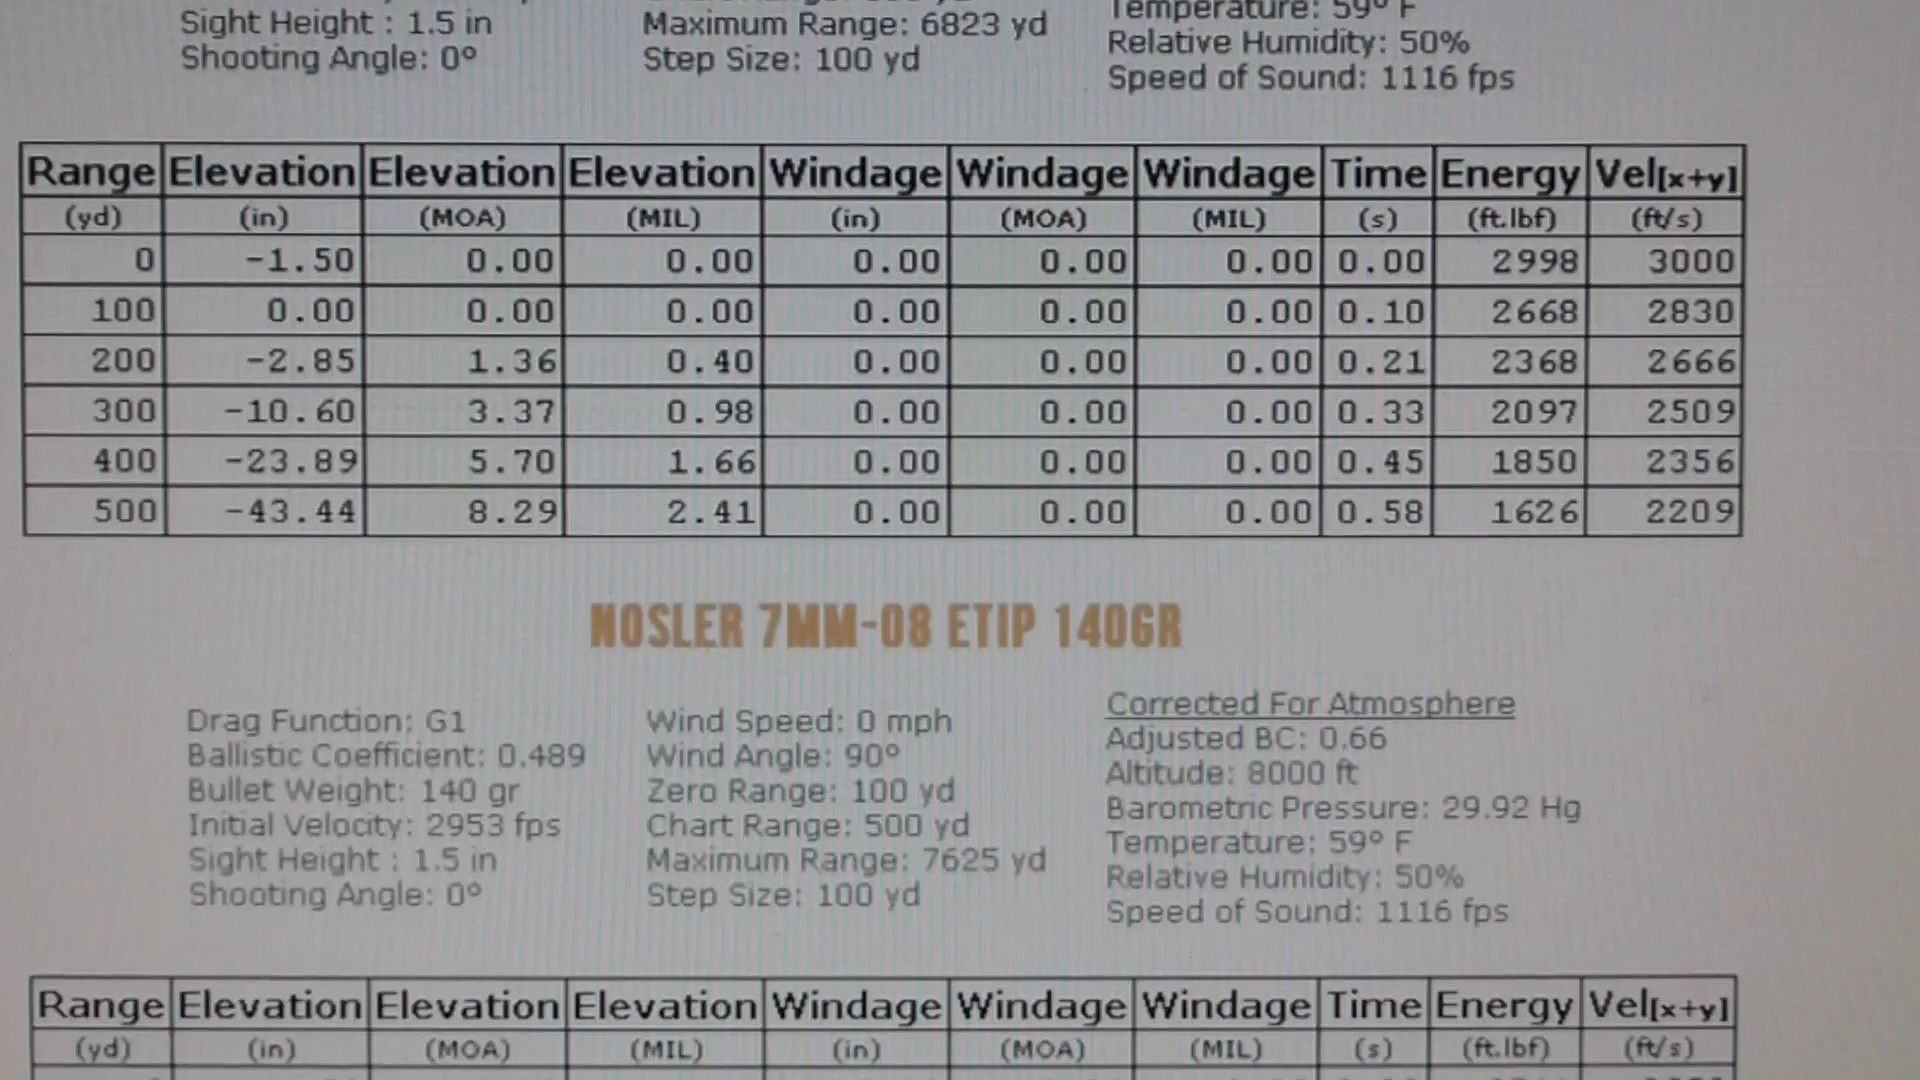 Sight Height : 1.5 in Maximum Range: 6823 yd Temperature: 59º F
Shooting Angle: 0º Step Size: 100 yd Relative Humidity: 50%
Speed of Sound: 1116 fps
Range Elevation Elevation Elevation Windage Windage Windage Time Energy Vel[x+y]
(yd) (in) (MOA) (MIL) (in) (MOA) (MIL) (s) (ft.lbf) (ft/s)
0 -1.50 0.00 0.00 0.00 0.00 0.00 0.00 2998 3000
100 0.00 0.00 0.00 0.00 0.00 0.00 0.10 2668 2830
200 -2.85 1.36 0.40 0.00 0.00 0.00 0.21 2368 2666
300 -10.60 3.37 0.98 0.00 0.00 0.00 0.33 2097 2509
400 -23.89 5.70 1.66 0.00 0.00 0.00 0.45 1850 2356
500 -43.44 8.29 2.41 0.00 0.00 0.00 0.58 1626 2209
NOSLER 7MM-08 ETIP 140GR
Drag Function: G1 Wind Speed: 0 mph Corrected For Atmosphere
Ballistic Coefficient: 0.489 Wind Angle: 90º Adjusted BC: 0.66
Bullet Weight: 140 gr Zero Range: 100 yd Altitude: 8000 ft
Initial Velocity: 2953 fps Chart Range: 500 yd Barometric Pressure: 29.92 Hg
Sight Height : 1.5 in Maximum Range: 7625 yd Temperature: 59º F
Shooting Angle: 0º Step Size: 100 yd Relative Humidity: 50%
Speed of Sound: 1116 fps
Range Elevation Elevation Elevation Windage Windage Windage Time Energy Vel[x+y]
(yd) (in) (MOA) (MIL) (in) (MOA) (MIL) (s) (ft.lbf) (ft/s)